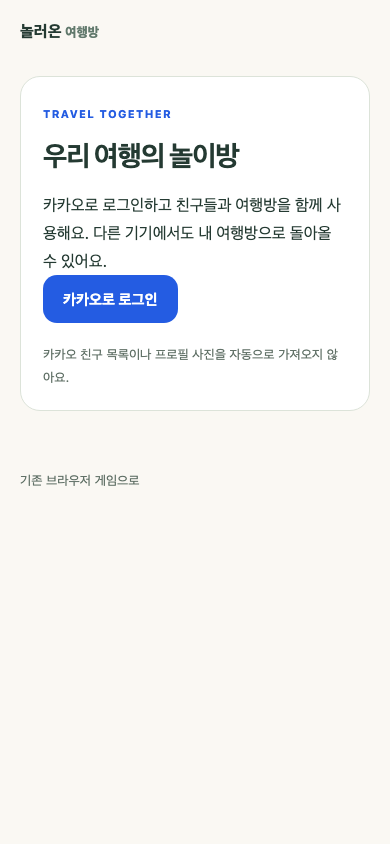 놀러온 여행방
TRAVEL TOGETHER
우리 여행의 놀이방
카카오로 로그인하고 친구들과 여행방을 함께 사
용해요. 다른 기기에서도 내 여행방으로 돌아올
수 있어요.
카카오로 로그인
카카오 친구 목록이나 프로필 사진을 자동으로 가져오지 않
아요.
기존 브라우저 게임으로